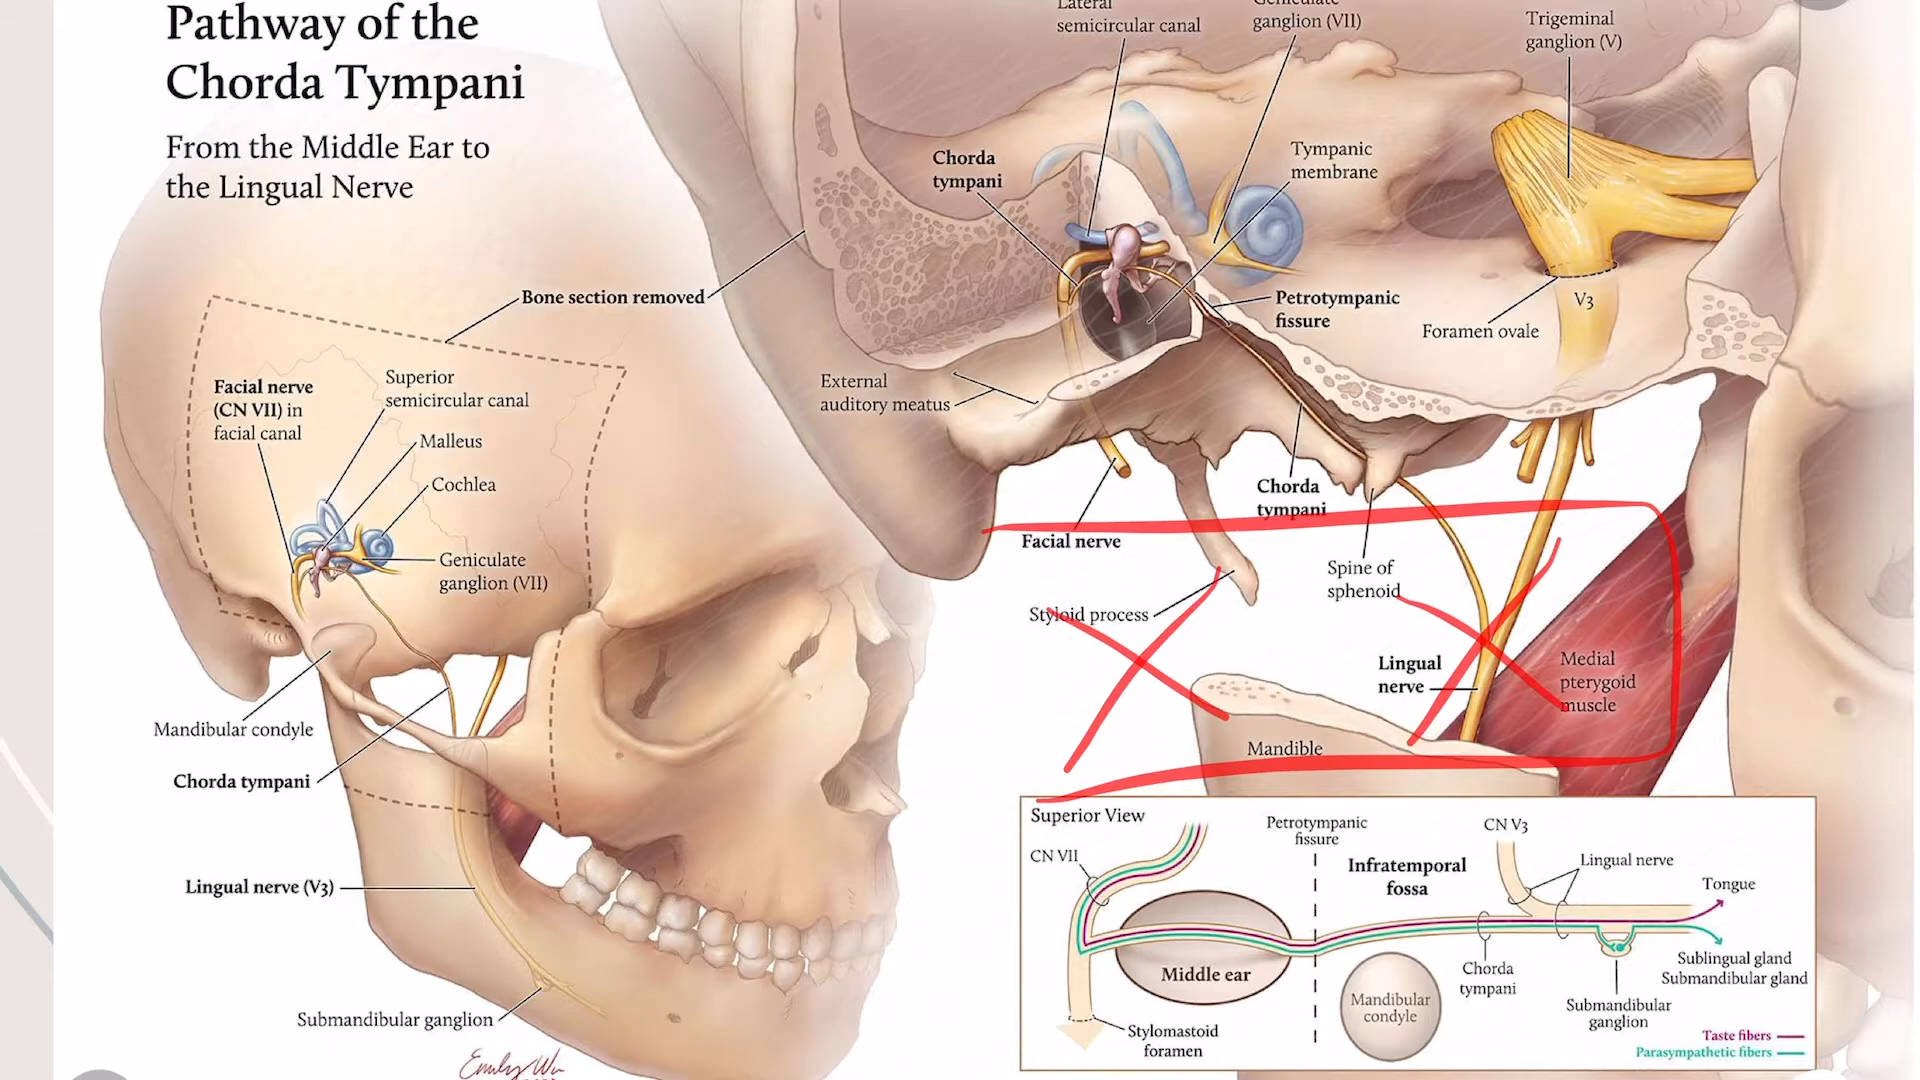 Pathway of the
Chorda Tympani
From the Middle Ear to
the Lingual Nerve
Bone section removed
Facial nerve
(CN VII) in
facial canal
Superior
semicircular canal
Malleus
Cochlea
Geniculate
ganglion (VII)
Mandibular condyle
Chorda tympani
Lingual nerve (V3)
Submandibular ganglion
Emily Wu
Lateral
semicircular canal
Geniculate
ganglion (VII)
Trigeminal
ganglion (V)
Chorda
tympani
Tympanic
membrane
Petrotympanic
fissure
V3
Foramen ovale
External
auditory meatus
Chorda
tympani
Facial nerve
Spine of
sphenoid
Styloid process
Lingual
nerve
Medial
pterygoid
muscle
Mandible
Superior View
CN VII
Petrotympanic
fissure
Infratemporal
fossa
CN V3
Lingual nerve
Tongue
Middle ear
Mandibular
condyle
Chorda
tympani
Sublingual gland
Submandibular gland
Submandibular
ganglion
Stylomastoid
foramen
Taste fibers
Parasympathetic fibers